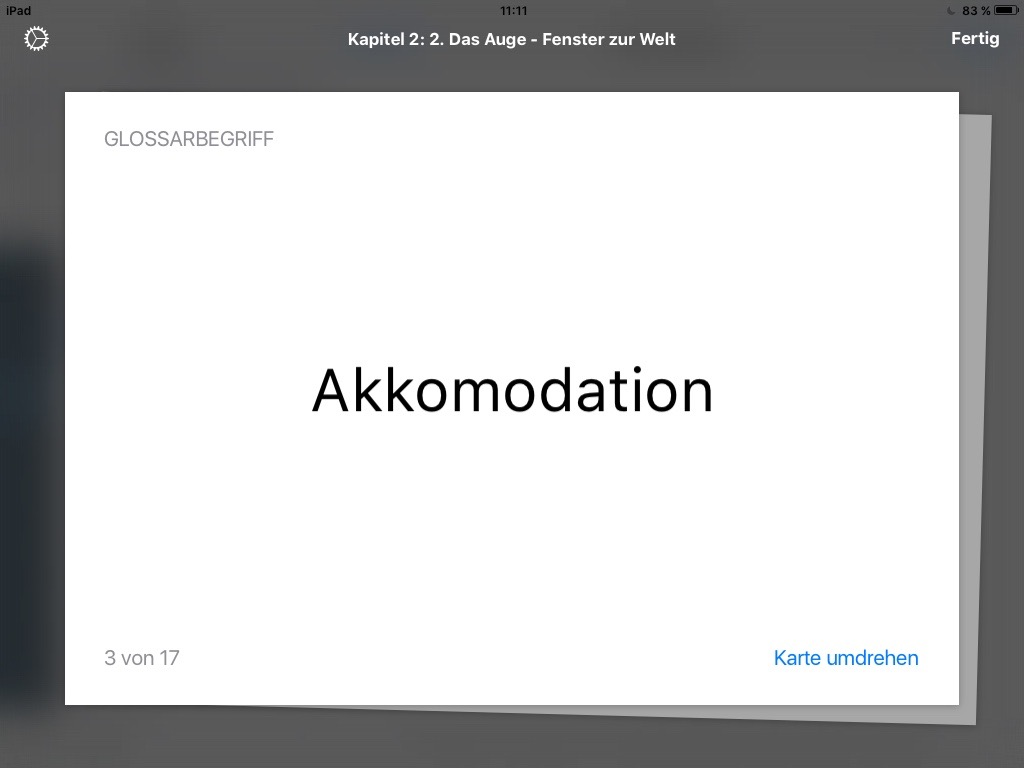 iPad
11:11
83 %
Kapitel 2: 2. Das Auge - Fenster zur Welt
Fertig
GLOSSARBEGRIFF
Akkomodation
3 von 17
Karte umdrehen